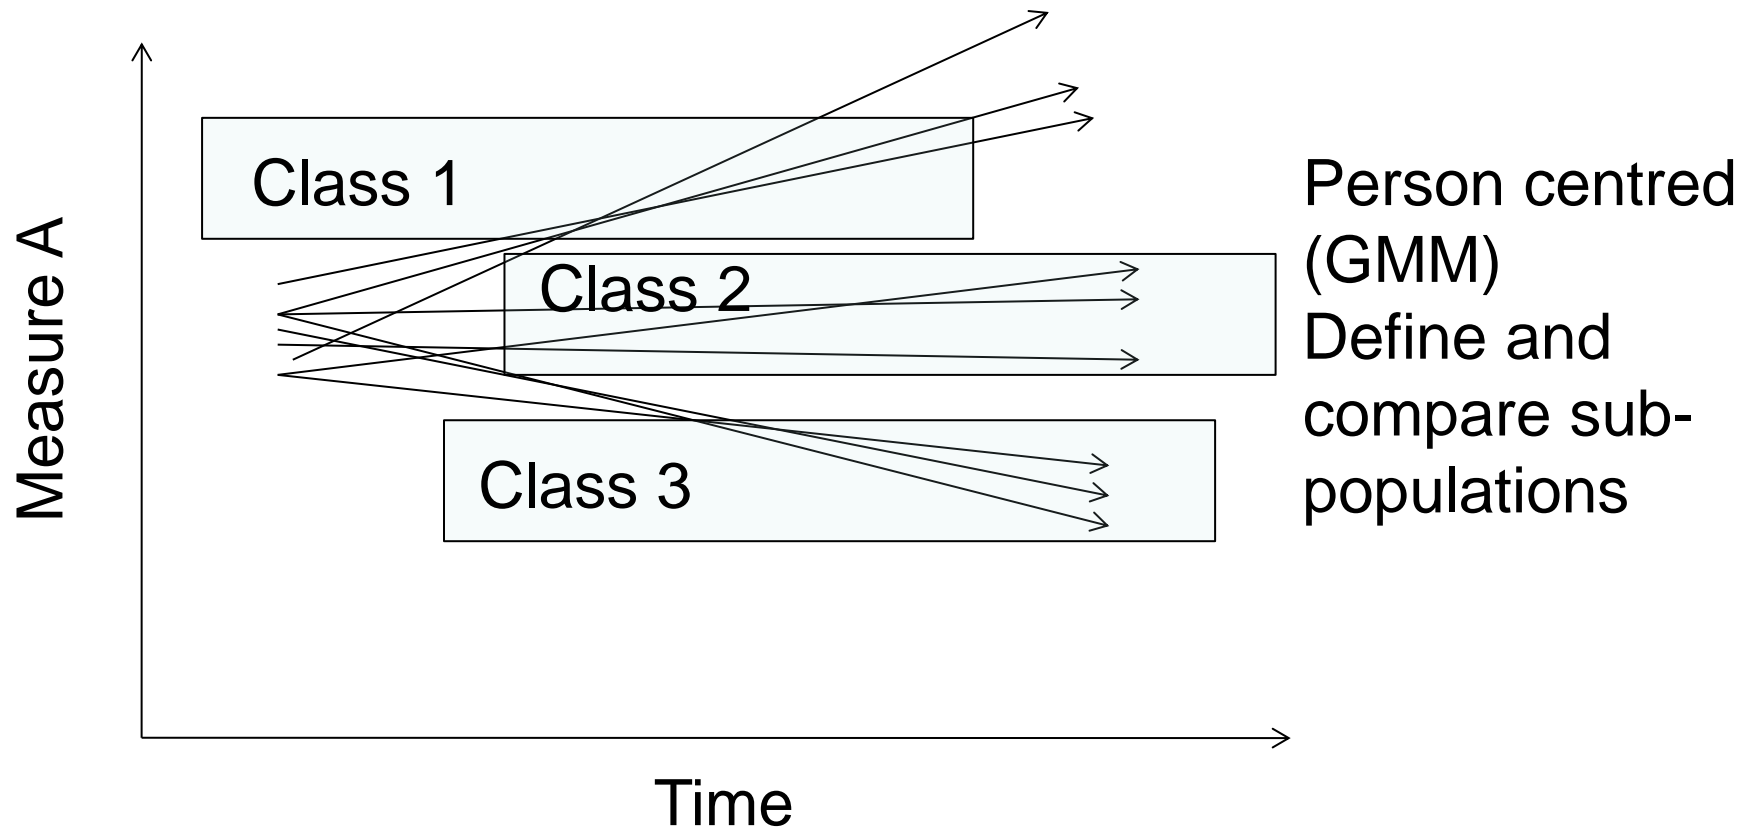 Measure A
Class 1
Class 2
Class 3
Time
Person centred
(GMM)
Define and
compare sub-
populations